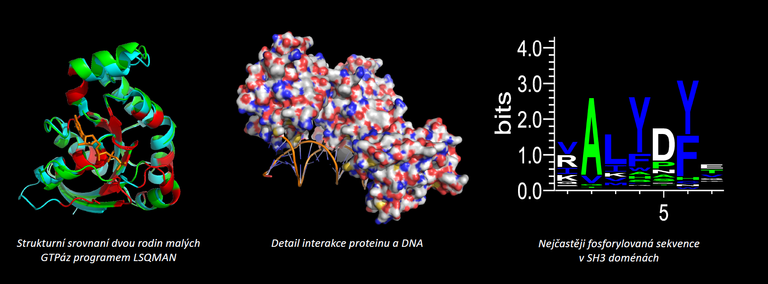 Strukturní srovnaní dvou rodin malých
GTPáz programem LSQMAN
Detail interakce proteinu a DNA
bits
4.0
3.0
2.0
1.0
0.0
V
R
K
A
V
L
K
Y
F
D
P
N
S
Y
F
E
T
5
Nejčastěji fosforylovaná sekvence
v SH3 doménách